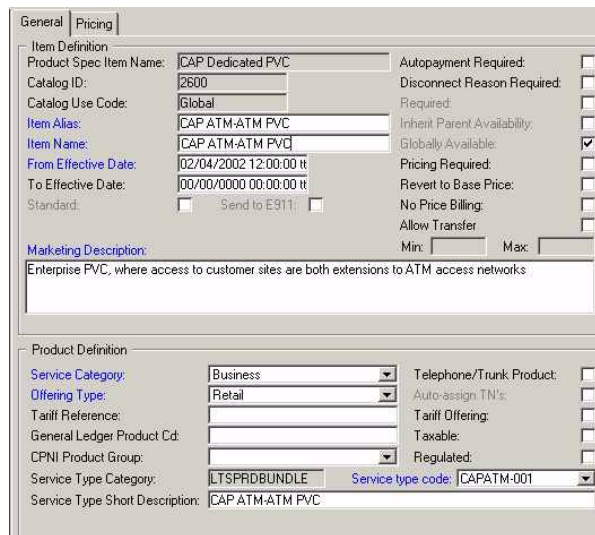 General Pricing
Item Definition
Product Spec Item Name: CAP Dedicated PVC Autopayment Required:
Catalog ID: 2600 Disconnect Reason Required:
Catalog Use Code: Global Required:
Item Alias: CAP ATM-ATM PVC Inherit Parent Availability:
Item Name: CAP ATM-ATM PVC Globally Available:
From Effective Date: 02/04/2002 12:00:00 tt Pricing Required:
To Effective Date: 00/00/0000 00:00:00 tt Revert to Base Price:
Standard: Send to E911: No Price Billing:
Allow Transfer
Marketing Description: Min: Max:
Enterprise PVC, where access to customer sites are both extensions to ATM access networks
Product Definition
Service Category: Business Telephone/Trunk Product:
Offering Type: Retail Auto-assign TN's:
Tariff Reference: Tariff Offering:
General Ledger Product Cd: Taxable:
CPNI Product Group: Regulated:
Service Type Category: LTSPRDBUNDLE Service type code: CAPATM-001
Service Type Short Description: CAP ATM-ATM PVC